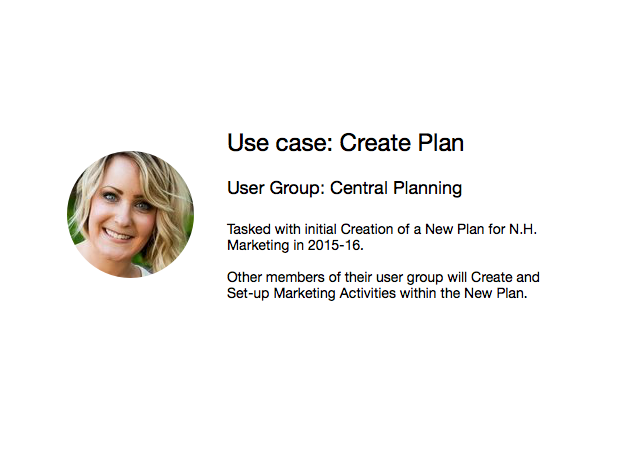 Use case: Create Plan
User Group: Central Planning
Tasked with initial Creation of a New Plan for N.H.
Marketing in 2015-16.
Other members of their user group will Create and
Set-up Marketing Activities within the New Plan.